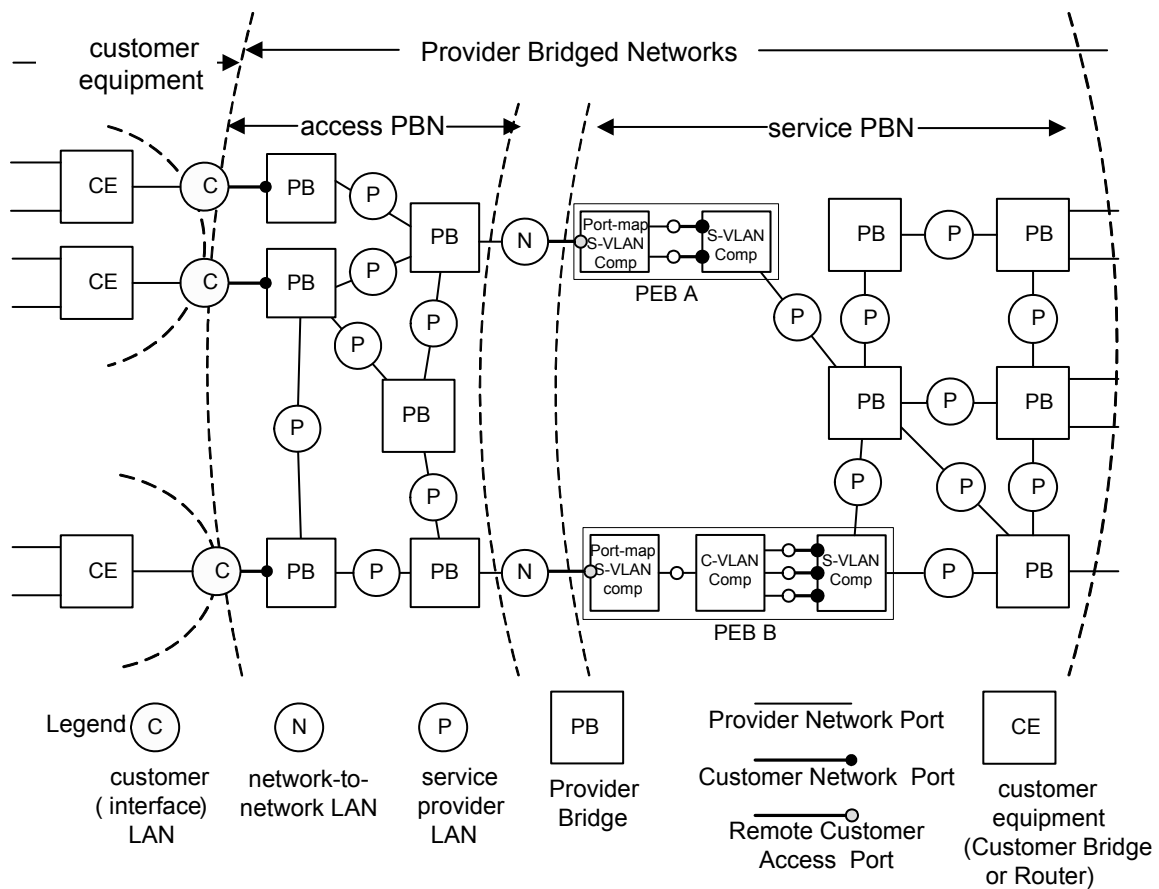 customer
equipment
Provider Bridged Networks
access PBN
service PBN
CE
C
PB
P
PB
N
Port-map
S-VLAN
Comp
S-VLAN
Comp
PEB A
PB
P
PB
CE
C
PB
P
P
P
P
P
P
PB
PB
P
PB
P
P
P
P
P
CE
C
PB
P
PB
N
Port-map
S-VLAN
comp
C-VLAN
Comp
S-VLAN
Comp
PEB B
P
PB
Legend
C
customer
( interface)
LAN
N
network-to-
network LAN
P
service
provider
LAN
PB
Provider
Bridge
Provider Network Port
Customer Network Port
Remote Customer
Access Port
CE
customer
equipment
(Customer Bridge
or Router)